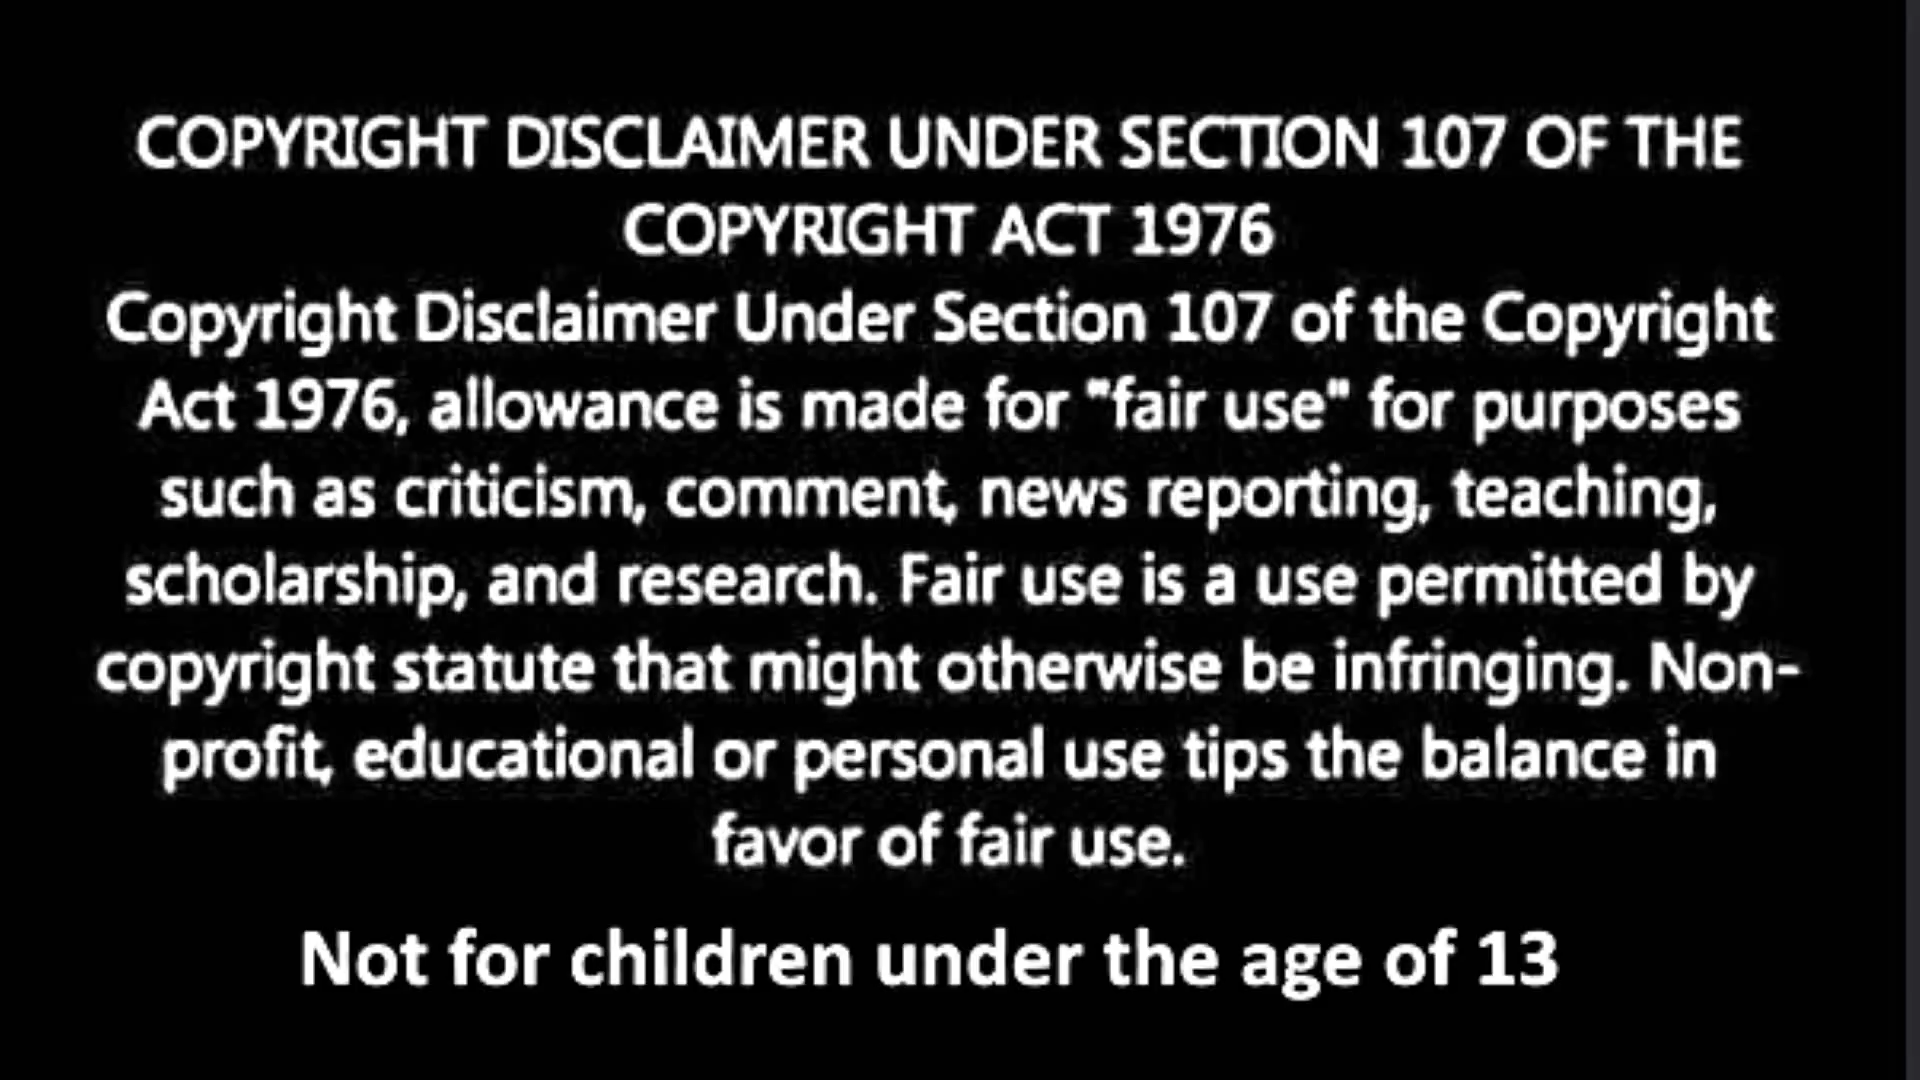 COPYRIGHT DISCLAIMER UNDER SECTION 107 OF THE
COPYRIGHT ACT 1976
Copyright Disclaimer Under Section 107 of the Copyright
Act 1976, allowance is made for "fair use" for purposes
such as criticism, comment, news reporting, teaching,
scholarship, and research. Fair use is a use permitted by
copyright statute that might otherwise be infringing. Non-
profit, educational or personal use tips the balance in
favor of fair use.
Not for children under the age of 13